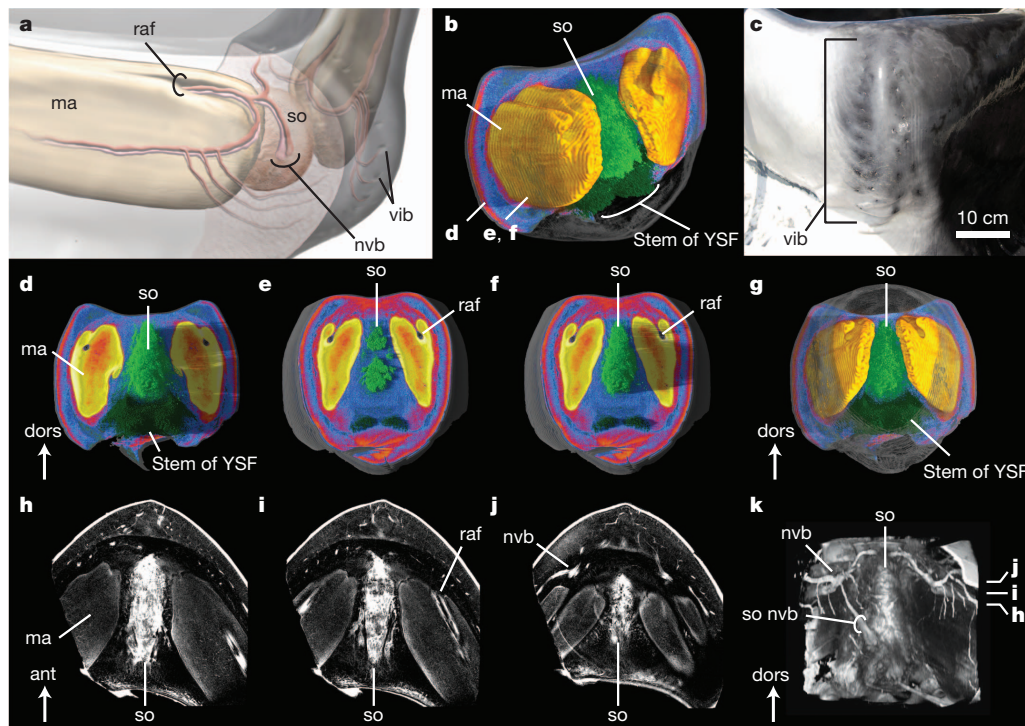 a
raf
ma
so
nvb
vib
b
so
ma
d
e, f
Stem of YSF
c
vib
10 cm
d
so
ma
dors
Stem of YSF
e
so
raf
f
so
raf
g
so
dors
Stem of YSF
h
ma
ant
so
i
raf
so
j
nvb
so
k
so
nvb
so nvb
j
i
h
dors